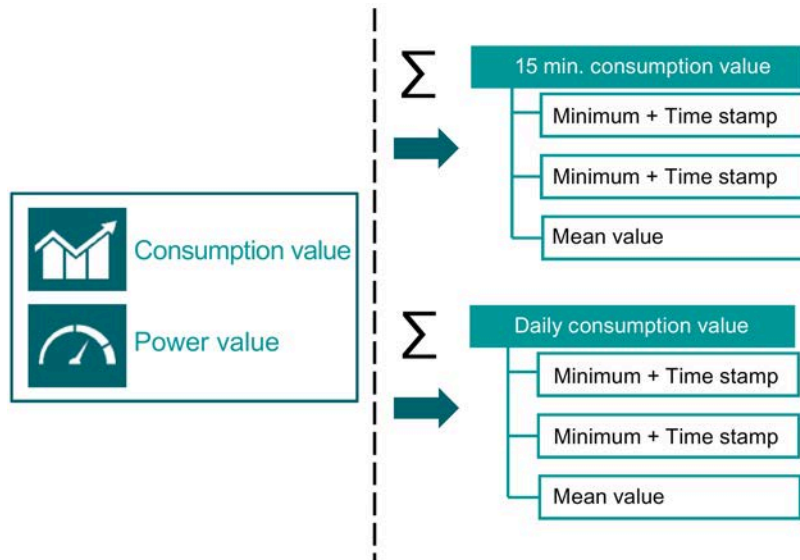 Consumption value
Power value
∑
15 min. consumption value
Minimum + Time stamp
Minimum + Time stamp
Mean value
∑
Daily consumption value
Minimum + Time stamp
Minimum + Time stamp
Mean value